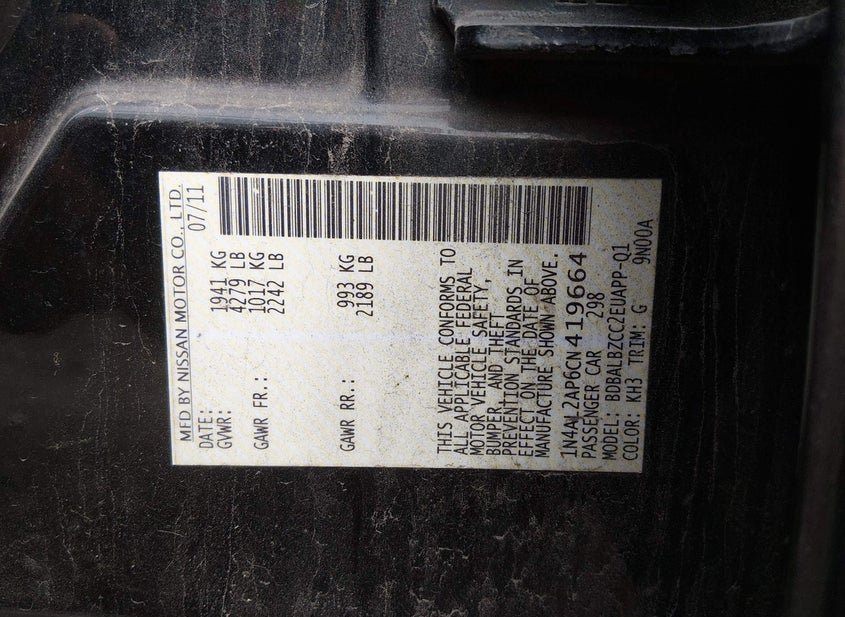 MFD BY NISSAN MOTOR CO., LTD.
DATE: 07/11
GVWR: 1941 KG
4279 LB
GAWR FR.: 1017 KG
2242 LB
GAWR RR.: 993 KG
2189 LB
THIS VEHICLE CONFORMS TO
ALL APPLICABLE FEDERAL
MOTOR VEHICLE SAFETY,
BUMPER, AND THEFT
PREVENTION STANDARDS IN
EFFECT ON THE DATE OF
MANUFACTURE SHOWN ABOVE.
1N4AL2AP6CN419664
PASSENGER CAR 298
MODEL: BDBALBZCC2EUAPP-Q1
COLOR: KH3 TRIM: G 9N00A